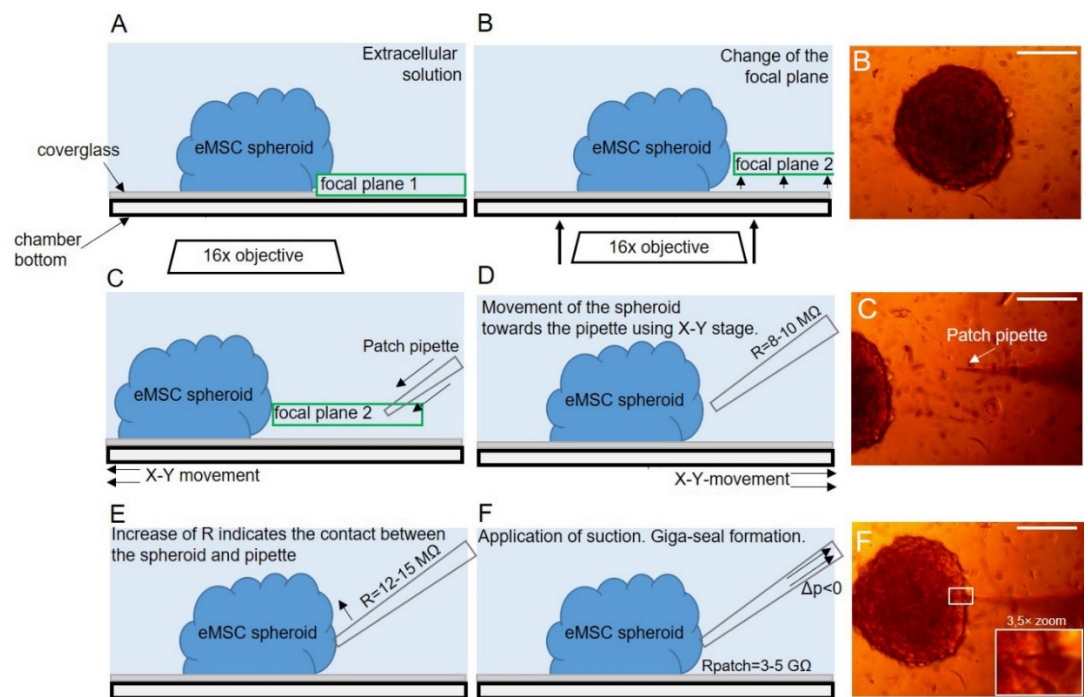 A
Extracellular
solution
eMSC spheroid
coverglass
focal plane 1
chamber
bottom
16x objective
B
Change of the
focal plane
eMSC spheroid
focal plane 2
16x objective
B
C
Patch pipette
eMSC spheroid
focal plane 2
X-Y movement
D
Movement of the spheroid
towards the pipette using X-Y stage.
R=8-10 MΩ
eMSC spheroid
X-Y-movement
C
Patch pipette
E
Increase of R indicates the contact between
the spheroid and pipette
R=12-15 MΩ
eMSC spheroid
F
Application of suction. Giga-seal formation.
Δp<0
eMSC spheroid
Rpatch=3-5 GΩ
F
3,5× zoom